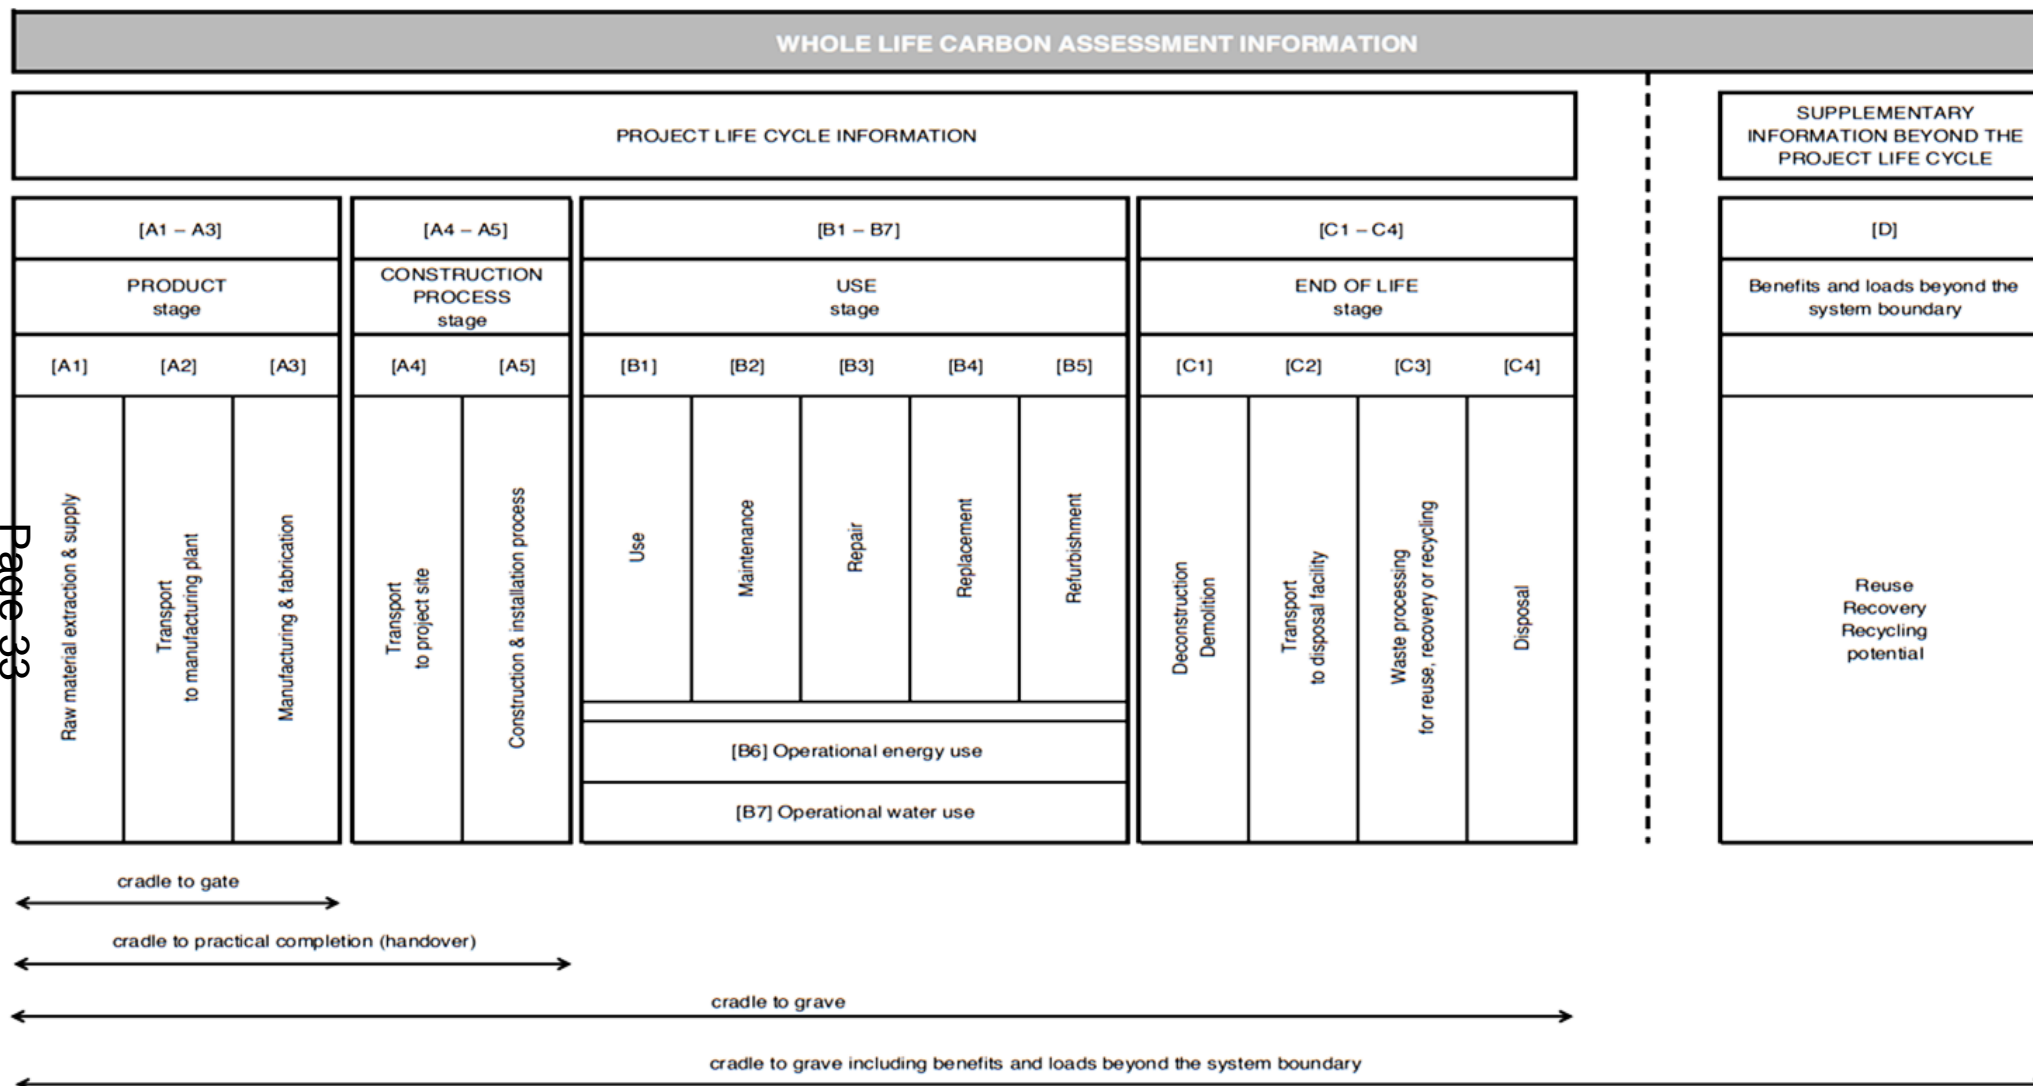 WHOLE LIFE CARBON ASSESSMENT INFORMATION
PROJECT LIFE CYCLE INFORMATION
SUPPLEMENTARY
INFORMATION BEYOND THE
PROJECT LIFE CYCLE
[A1 – A3]
[A4 – A5]
[B1 – B7]
[C1 – C4]
[D]
PRODUCT
stage
CONSTRUCTION
PROCESS
stage
USE
stage
END OF LIFE
stage
Benefits and loads beyond the
system boundary
[A1]
[A2]
[A3]
[A4]
[A5]
[B1]
[B2]
[B3]
[B4]
[B5]
[C1]
[C2]
[C3]
[C4]
Page 33
Raw material extraction & supply
Transport
to manufacturing plant
Manufacturing & fabrication
Transport
to project site
Construction & installation process
Use
Maintenance
Repair
Replacement
Refurbishment
[B6] Operational energy use
[B7] Operational water use
Deconstruction
Demolition
Transport
to disposal facility
Waste processing
for reuse, recovery or recycling
Disposal
Reuse
Recovery
Recycling
potential
cradle to gate
cradle to practical completion (handover)
cradle to grave
cradle to grave including benefits and loads beyond the system boundary